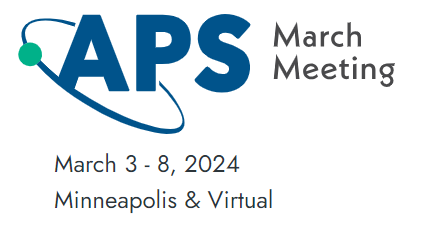 APS March
Meeting
March 3 - 8, 2024
Minneapolis & Virtual